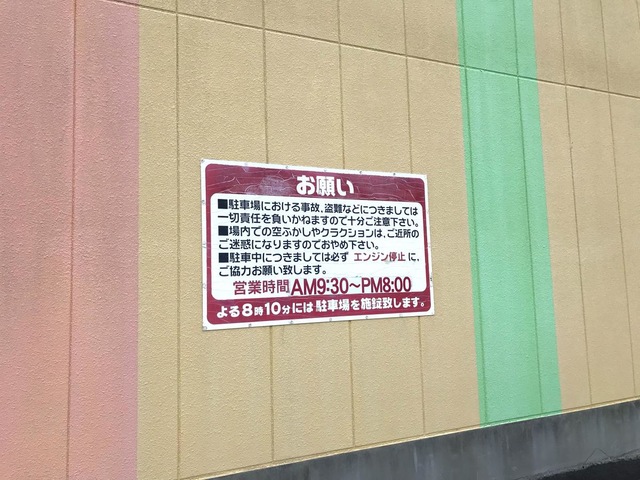 お願い
■駐車場における事故、盗難などにつきましては
一切責任を負いかねますので十分ご注意下さい。
■場内での空ぶかしやクラクションは、ご近所の
ご迷惑になりますのでおやめ下さい。
■駐車中につきましては必ず エンジン停止 に、
ご協力お願い致します。
営業時間AM9:30〜PM8:00
よる8時10分には駐車場を施錠致します。